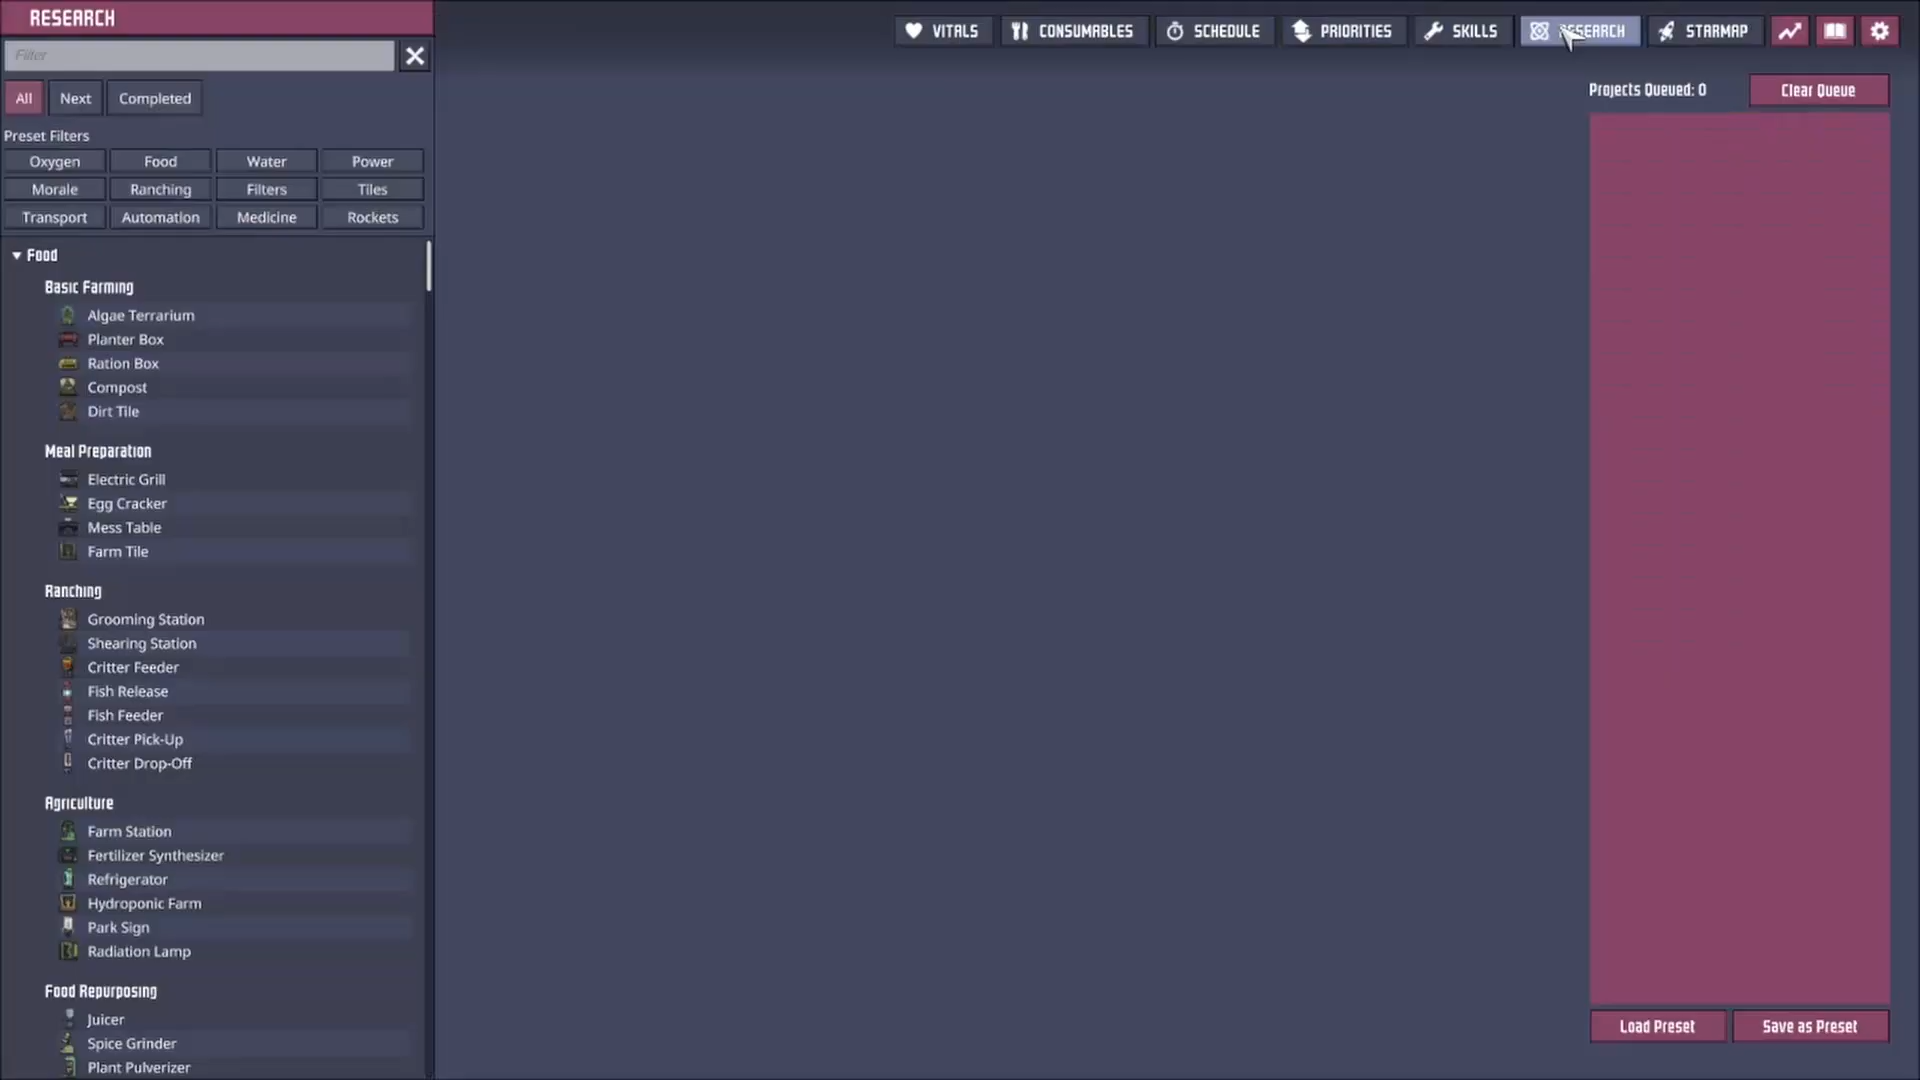 RESEARCH
VITALS
CONSUMABLES
SCHEDULE
PRIORITIES
SKILLS
RESEARCH
STARMAP
Filter
All
Next
Completed
Projects Queued: 0
Clear Queue
Preset Filters
Oxygen
Food
Water
Power
Morale
Ranching
Filters
Tiles
Transport
Automation
Medicine
Rockets
Food
Basic Farming
Algae Terrarium
Planter Box
Ration Box
Compost
Dirt Tile
Meal Preparation
Electric Grill
Egg Cracker
Mess Table
Farm Tile
Ranching
Grooming Station
Shearing Station
Critter Feeder
Fish Release
Fish Feeder
Critter Pick-Up
Critter Drop-Off
Agriculture
Farm Station
Fertilizer Synthesizer
Refrigerator
Hydroponic Farm
Park Sign
Radiation Lamp
Food Repurposing
Juicer
Spice Grinder
Plant Pulverizer
Load Preset
Save as Preset